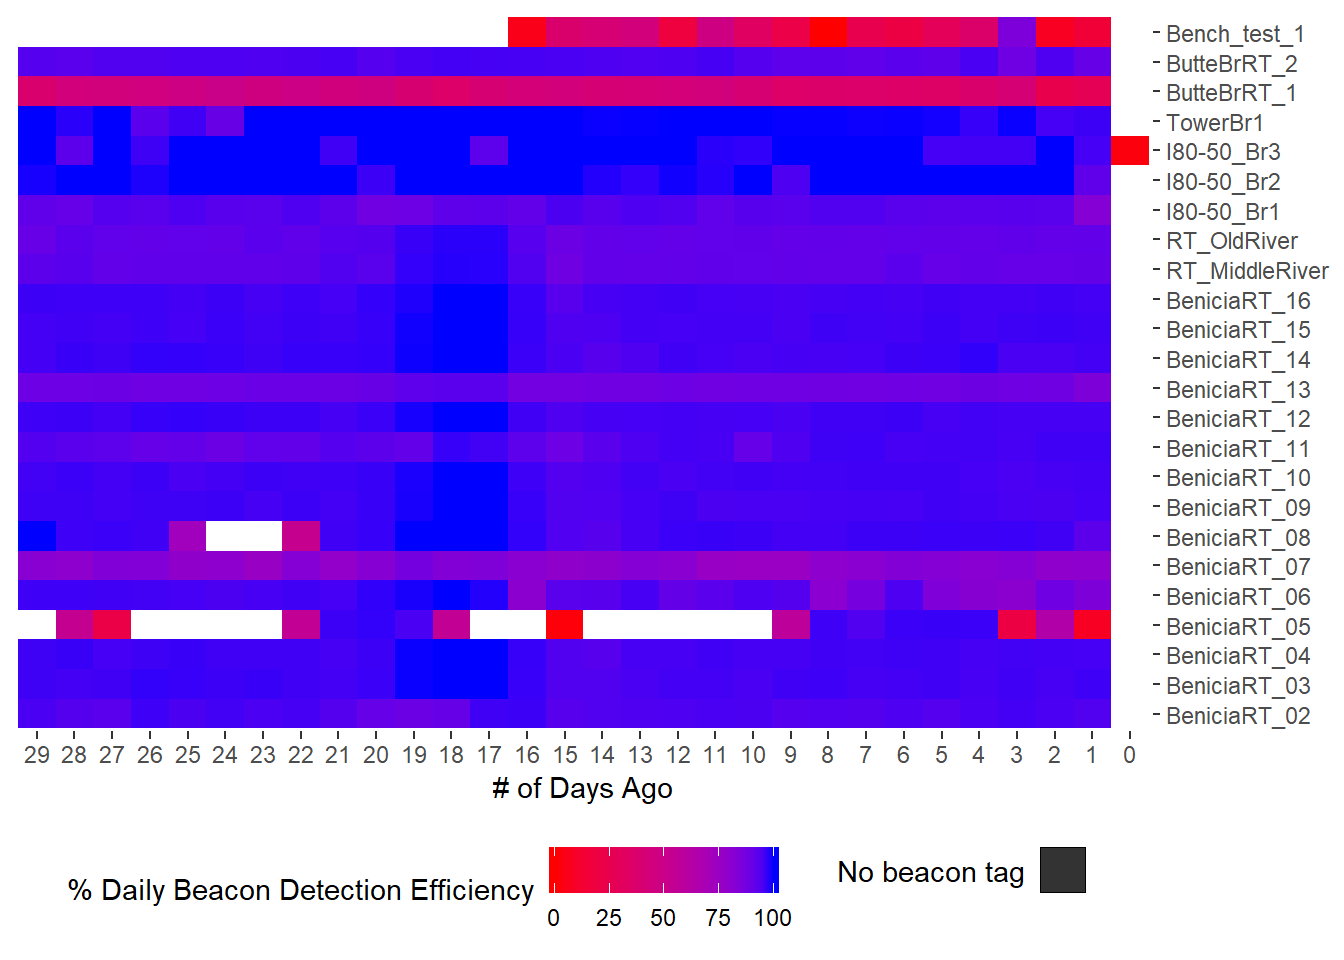 Bench_test_1
ButteBrRT_2
ButteBrRT_1
TowerBr1
I80-50_Br3
I80-50_Br2
I80-50_Br1
RT_OldRiver
RT_MiddleRiver
BeniciaRT_16
BeniciaRT_15
BeniciaRT_14
BeniciaRT_13
BeniciaRT_12
BeniciaRT_11
BeniciaRT_10
BeniciaRT_09
BeniciaRT_08
BeniciaRT_07
BeniciaRT_06
BeniciaRT_05
BeniciaRT_04
BeniciaRT_03
BeniciaRT_02
29 28 27 26 25 24 23 22 21 20 19 18 17 16 15 14 13 12 11 10 9 8 7 6 5 4 3 2 1 0
# of Days Ago
% Daily Beacon Detection Efficiency
0 25 50 75 100
No beacon tag